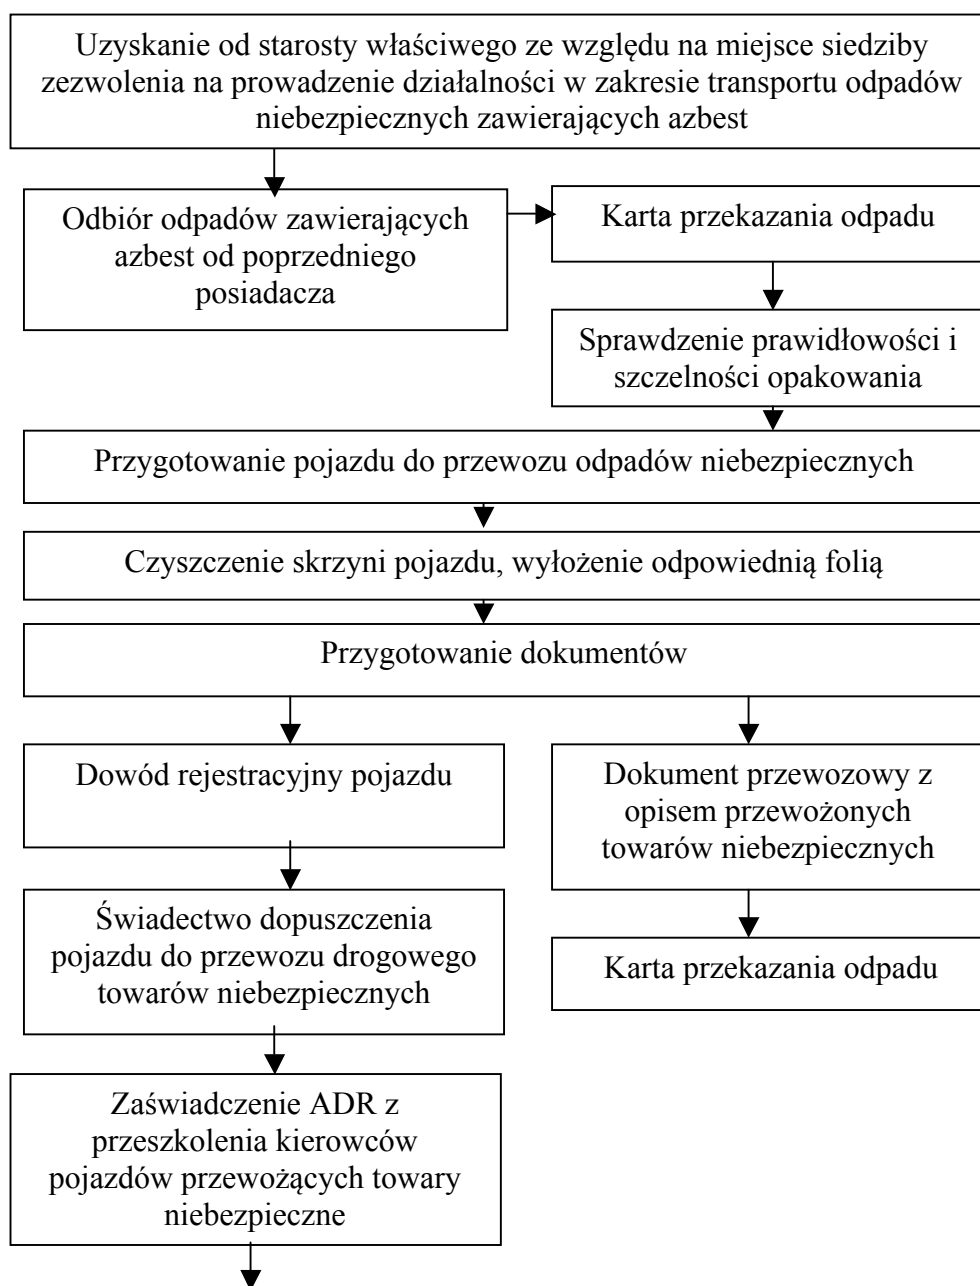 Uzyskanie od starosty właściwego ze względu na miejsce siedziby
zezwolenia na prowadzenie działalności w zakresie transportu odpadów
niebezpiecznych zawierających azbest
Odbiór odpadów zawierających
azbest od poprzedniego
posiadacza
Karta przekazania odpadu
Sprawdzenie prawidłowości i
szczelności opakowania
Przygotowanie pojazdu do przewozu odpadów niebezpiecznych
Czyszczenie skrzyni pojazdu, wyłożenie odpowiednią folią
Przygotowanie dokumentów
Dowód rejestracyjny pojazdu
Dokument przewozowy z
opisem przewożonych
towarów niebezpiecznych
Świadectwo dopuszczenia
pojazdu do przewozu drogowego
towarów niebezpiecznych
Karta przekazania odpadu
Zaświadczenie ADR z
przeszkolenia kierowców
pojazdów przewożących towary
niebezpieczne